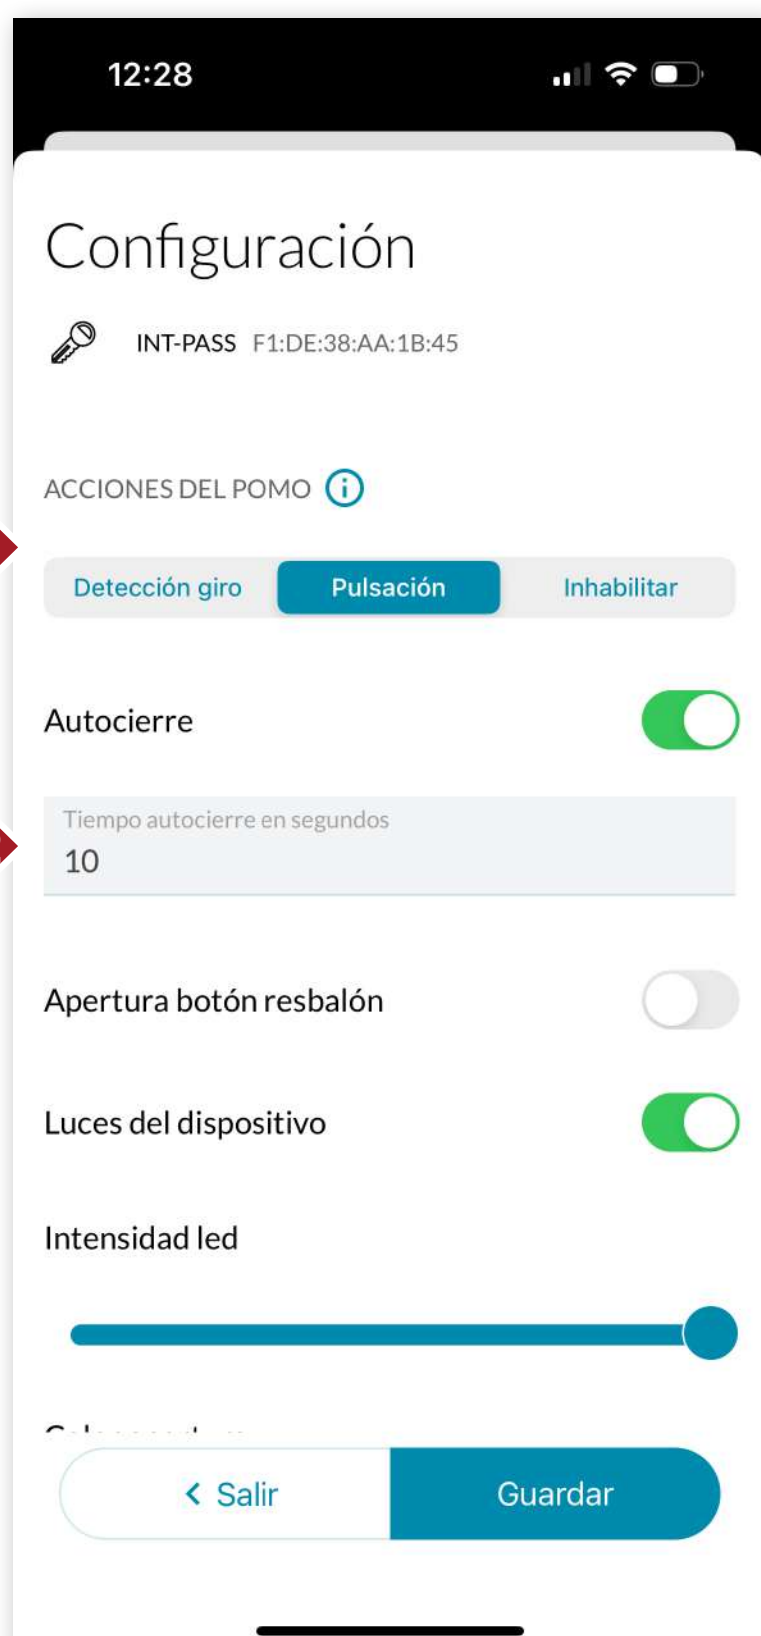 12:28
Configuración
INT-PASS F1:DE:38:AA:1B:45
ACCIONES DEL POMO
Detección giro Pulsación Inhabilitar
Autocierre
Tiempo autocierre en segundos
10
Apertura botón resbalón
Luces del dispositivo
Intensidad led
Salir Guardar